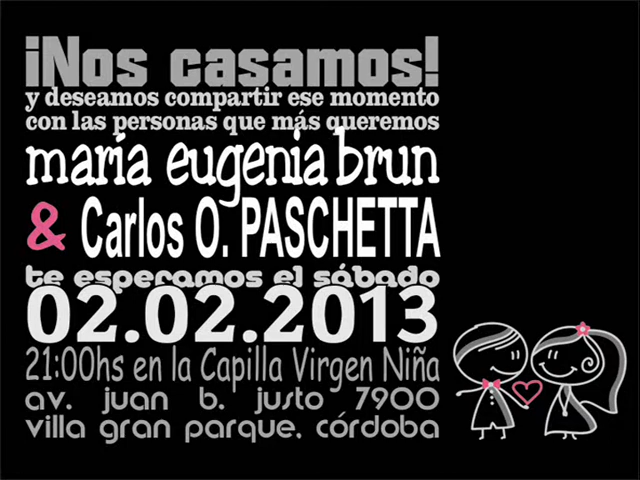 ¡Nos casamos!
y deseamos compartir ese momento
con las personas que más queremos
maria eugenia brun
& Carlos O. PASCHETTA
te esperamos el sábado
02.02.2013
21:00hs en la Capilla Virgen Niña
av. juan b. justo 7900
villa gran parque. córdoba